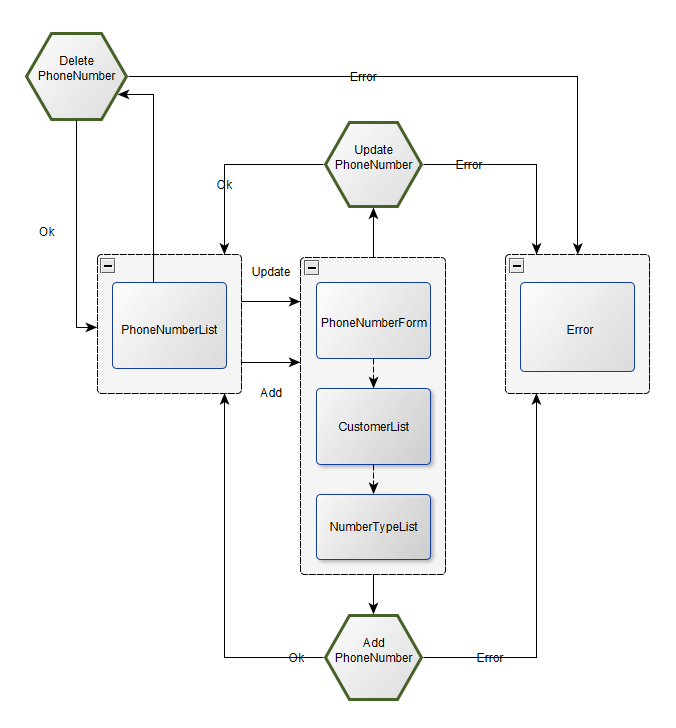 Delete
PhoneNumber
Error
Update
PhoneNumber
Error
Ok
Ok
Update
PhoneNumberList
PhoneNumberForm
Error
Add
CustomerList
NumberTypeList
Add
PhoneNumber
Ok
Error